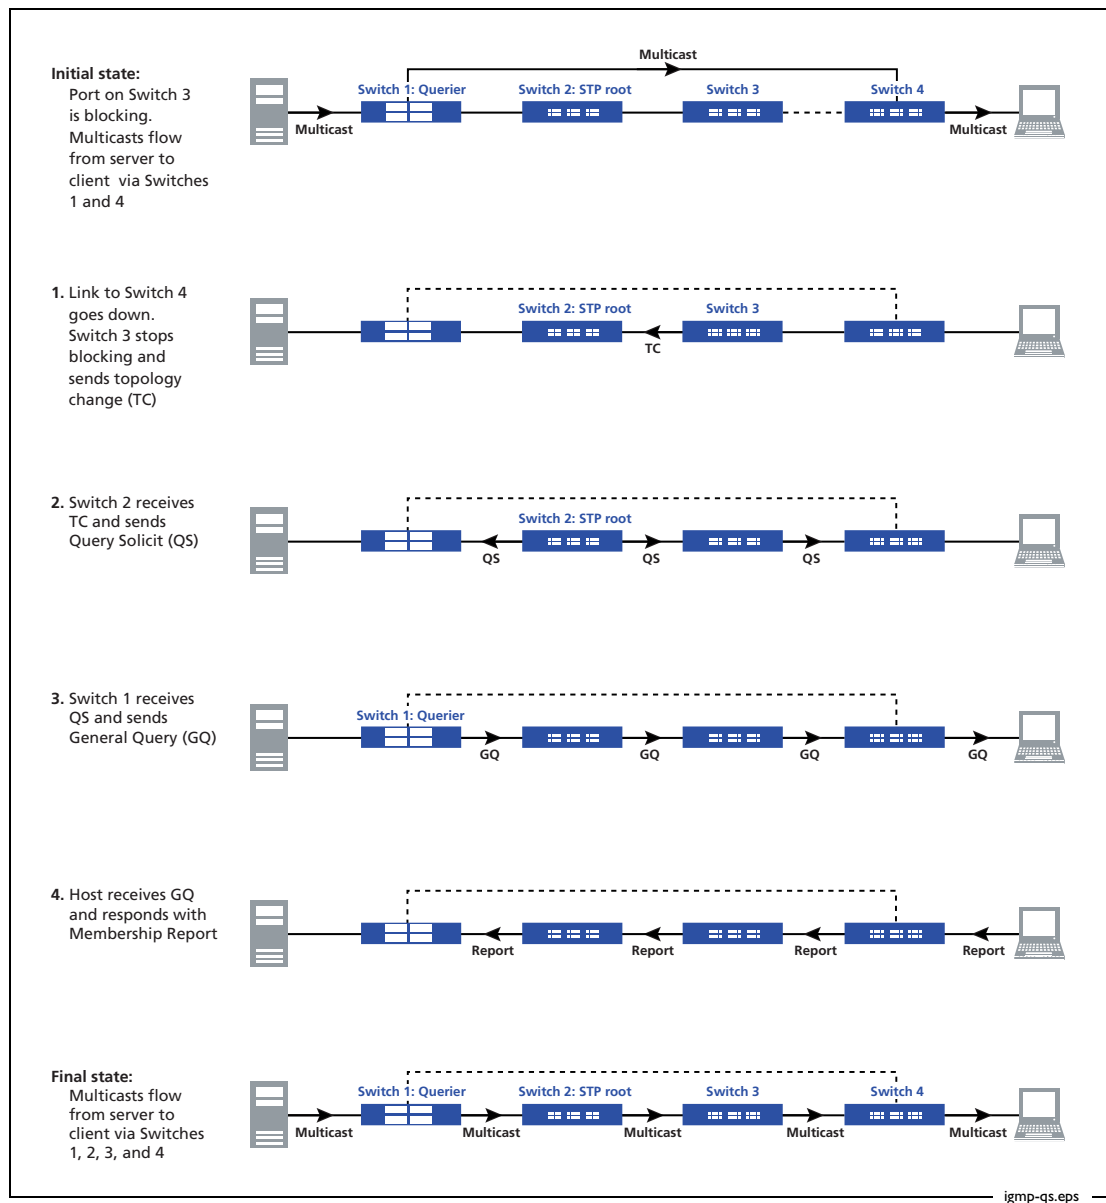 Initial state:
Port on Switch 3
is blocking.
Multicasts flow
from server to
client via Switches
1 and 4
Multicast
Switch 1: Querier
Switch 2: STP root
Switch 3
Switch 4
Multicast
Multicast
1. Link to Switch 4
goes down.
Switch 3 stops
blocking and
sends topology
change (TC)
Switch 2: STP root
Switch 3
TC
2. Switch 2 receives
TC and sends
Query Solicit (QS)
Switch 2: STP root
QS
QS
QS
3. Switch 1 receives
QS and sends
General Query (GQ)
Switch 1: Querier
GQ
GQ
GQ
GQ
4. Host receives GQ
and responds with
Membership Report
Report
Report
Report
Report
Final state:
Multicasts flow
from server to
client via Switches
1, 2, 3, and 4
Switch 1: Querier
Switch 2: STP root
Switch 3
Switch 4
Multicast
Multicast
Multicast
Multicast
Multicast
igmp-qs.eps